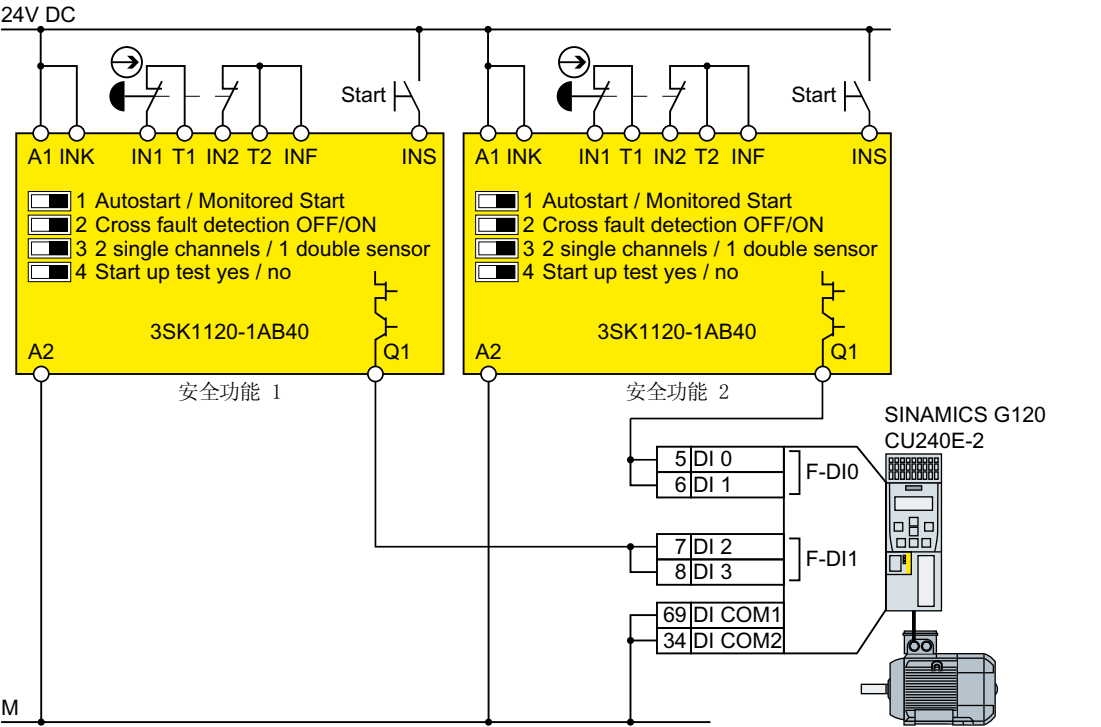 24V DC
Start
Start
A1 INK IN1 T1 IN2 T2 INF INS
A1 INK IN1 T1 IN2 T2 INF INS
1 Autostart / Monitored Start
2 Cross fault detection OFF/ON
3 2 single channels / 1 double sensor
4 Start up test yes / no
1 Autostart / Monitored Start
2 Cross fault detection OFF/ON
3 2 single channels / 1 double sensor
4 Start up test yes / no
3SK1120-1AB40
3SK1120-1AB40
A2 Q1
A2 Q1
安全功能 1
安全功能 2
SINAMICS G120
CU240E-2
5 DI 0
6 DI 1
F-DI0
7 DI 2
8 DI 3
F-DI1
69 DI COM1
34 DI COM2
M